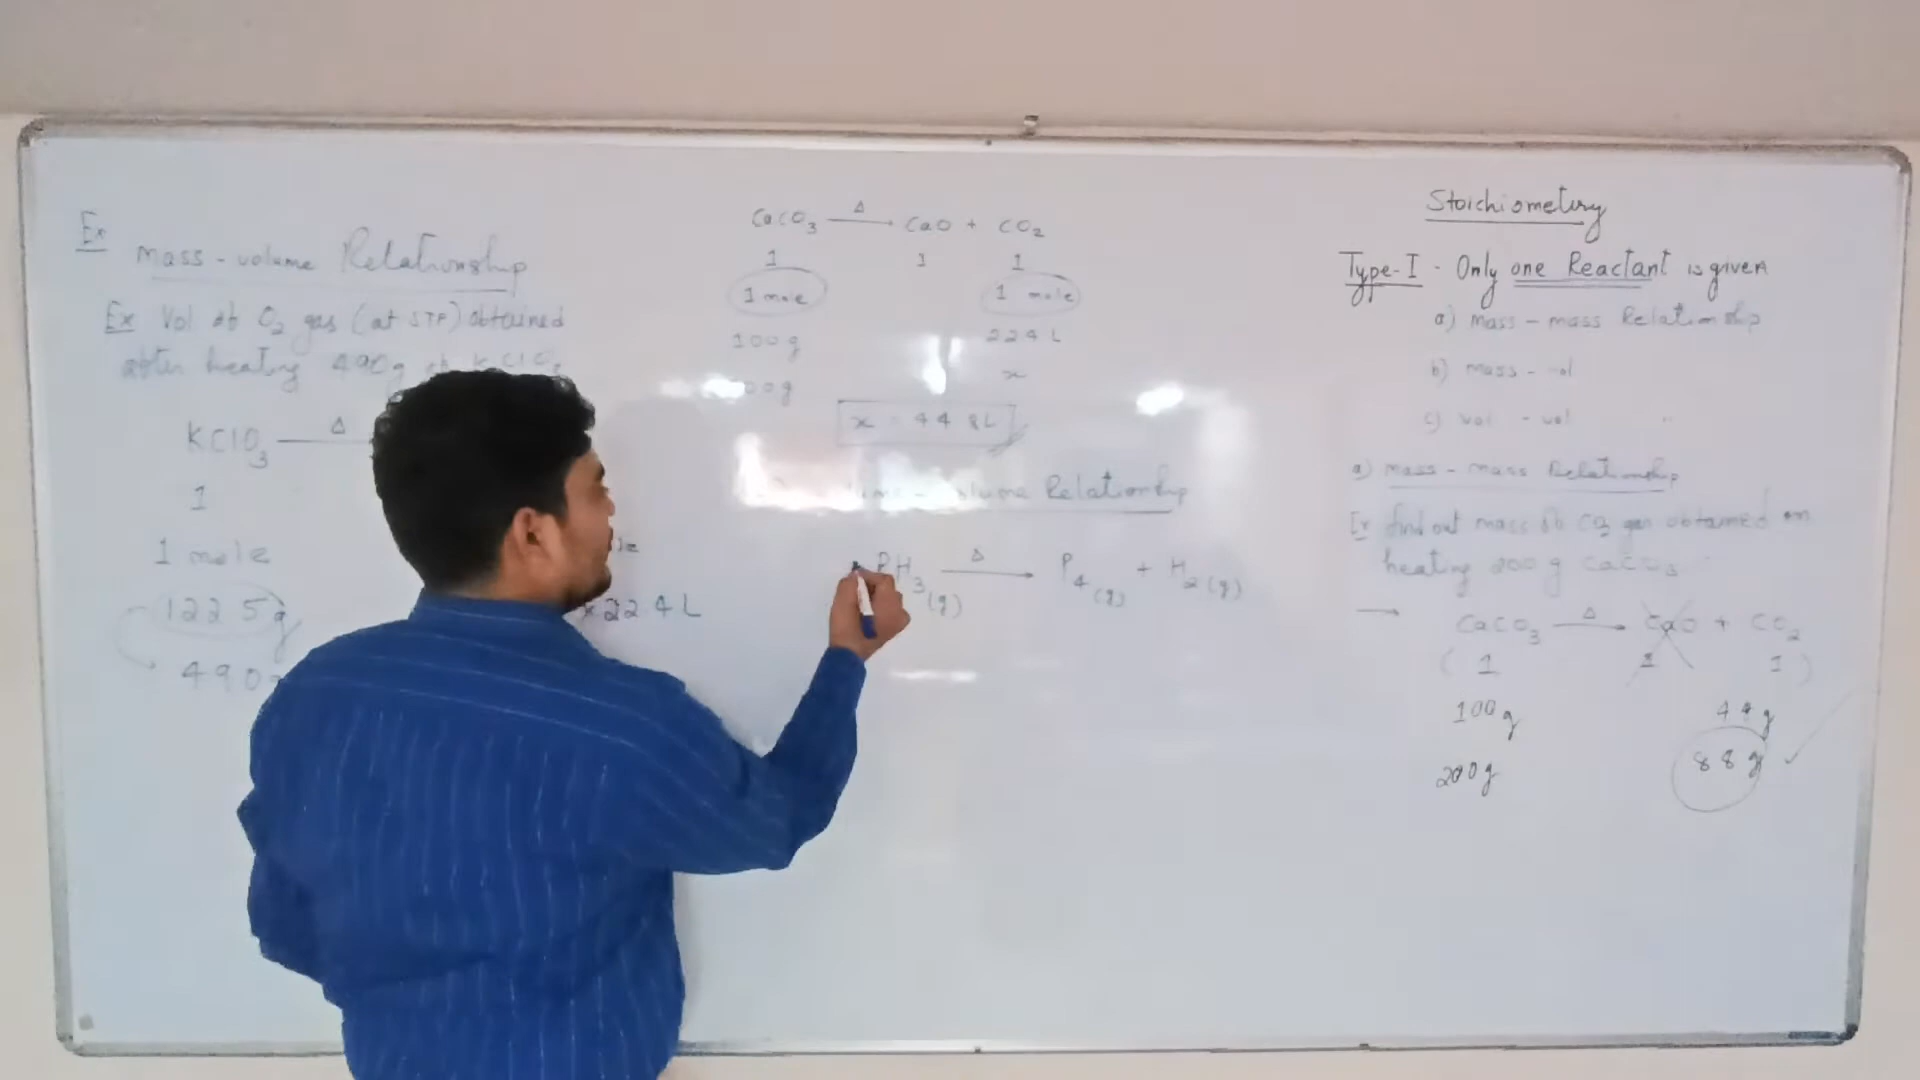 Ex
Mass - volume Relationship
Ex Vol of O2 gas (at STP) obtained
after heating 490g of KClO3
KClO3 —Δ
1
1 mole
122 5g
490g
x 22 4 L
CaCO3 —Δ→ CaO + CO2
1 1 1
1 mole 1 mole
100g 22 4 L
00g x
x = 44 8L
volume - volume Relationship
PH3 (g) —Δ→ P4 (g) + H2 (g)
Stoichiometry
Type-I - Only one Reactant is given
a) Mass - mass Relationship
b) mass - vol
c) vol - vol "
a) mass - mass Relationship
Ex find out mass of CO2 gas obtained on
heating 200 g CaCO3
→ CaCO3 —Δ→ CaO + CO2
( 1 1 1 )
100g 44g
200g 88g